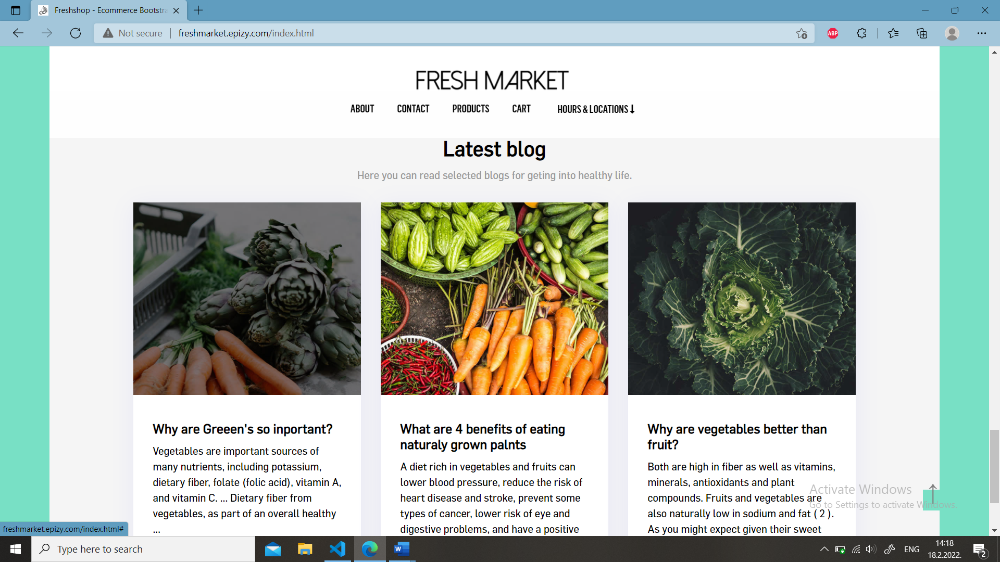 Freshshop - Ecommerce Bootstra
Not secure
freshmarket.epizy.com/index.html
ABP
FRESH MARKET
ABOUT CONTACT PRODUCTS CART HOURS & LOCATIONS
Latest blog
Here you can read selected blogs for geting into healthy life.
Why are Greeen's so inportant?
Vegetables are important sources of
many nutrients, including potassium,
dietary fiber, folate (folic acid), vitamin A,
and vitamin C. ... Dietary fiber from
vegetables, as part of an overall healthy
...
What are 4 benefits of eating
naturaly grown palnts
A diet rich in vegetables and fruits can
lower blood pressure, reduce the risk of
heart disease and stroke, prevent some
types of cancer, lower risk of eye and
digestive problems, and have a positive
Why are vegetables better than
fruit?
Both are high in fiber as well as vitamins,
minerals, antioxidants and plant
compounds. Fruits and vegetables are
also naturally low in sodium and fat ( 2 ).
As you might expect given their sweet
Activate Windows
Go to Settings to activate Windows.
freshmarket.epizy.com/index.html#
Type here to search
ENG
14:18
18.2.2022.
2